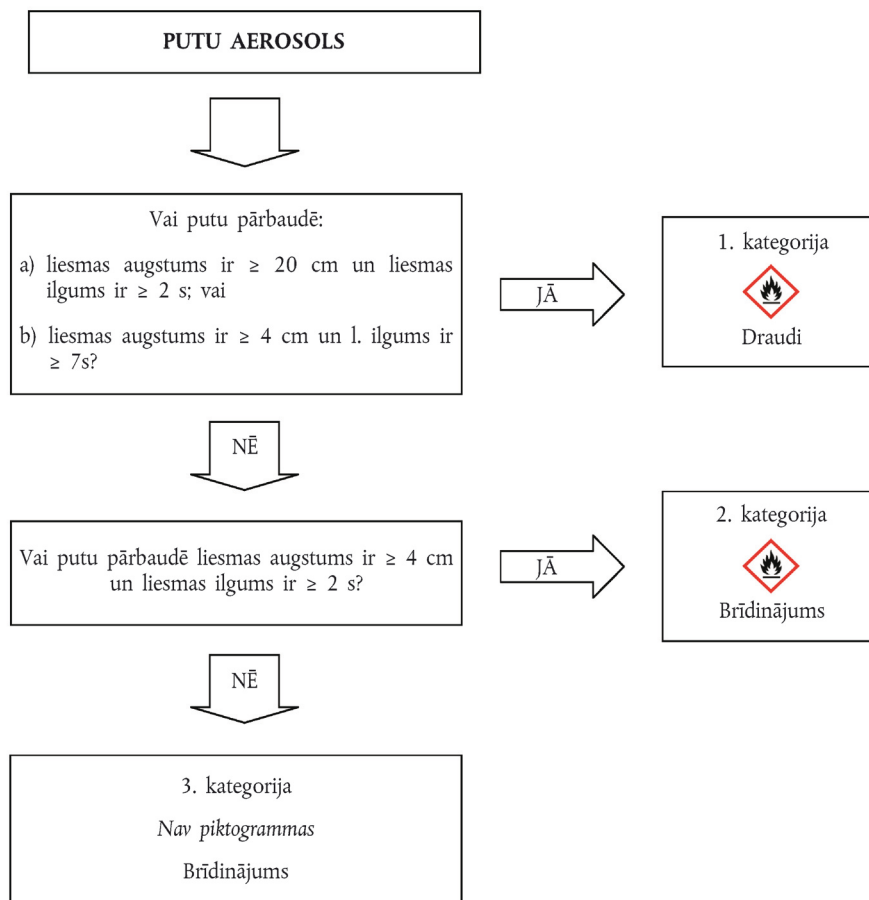 PUTU AEROSOLS
Vai putu pārbaudē:
a) liesmas augstums ir ≥ 20 cm un liesmas
ilgums ir ≥ 2 s; vai
b) liesmas augstums ir ≥ 4 cm un l. ilgums ir
≥ 7s?
JĀ
1. kategorija
Draudi
NĒ
Vai putu pārbaudē liesmas augstums ir ≥ 4 cm
un liesmas ilgums ir ≥ 2 s?
JĀ
2. kategorija
Brīdinājums
NĒ
3. kategorija
Nav piktogrammas
Brīdinājums